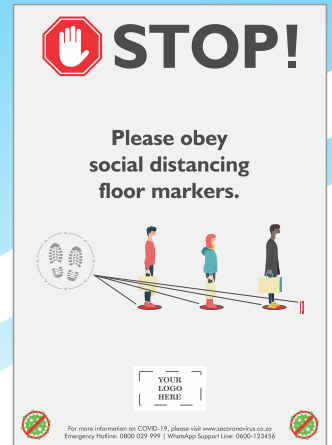 STOP!
Please obey
social distancing
floor markers.
YOUR
LOGO
HERE
For more information on COVID-19, please visit www.sacoronavirus.co.za
Emergency Hotline: 0800 029 999 | WhatsApp Support Line: 0600-123456